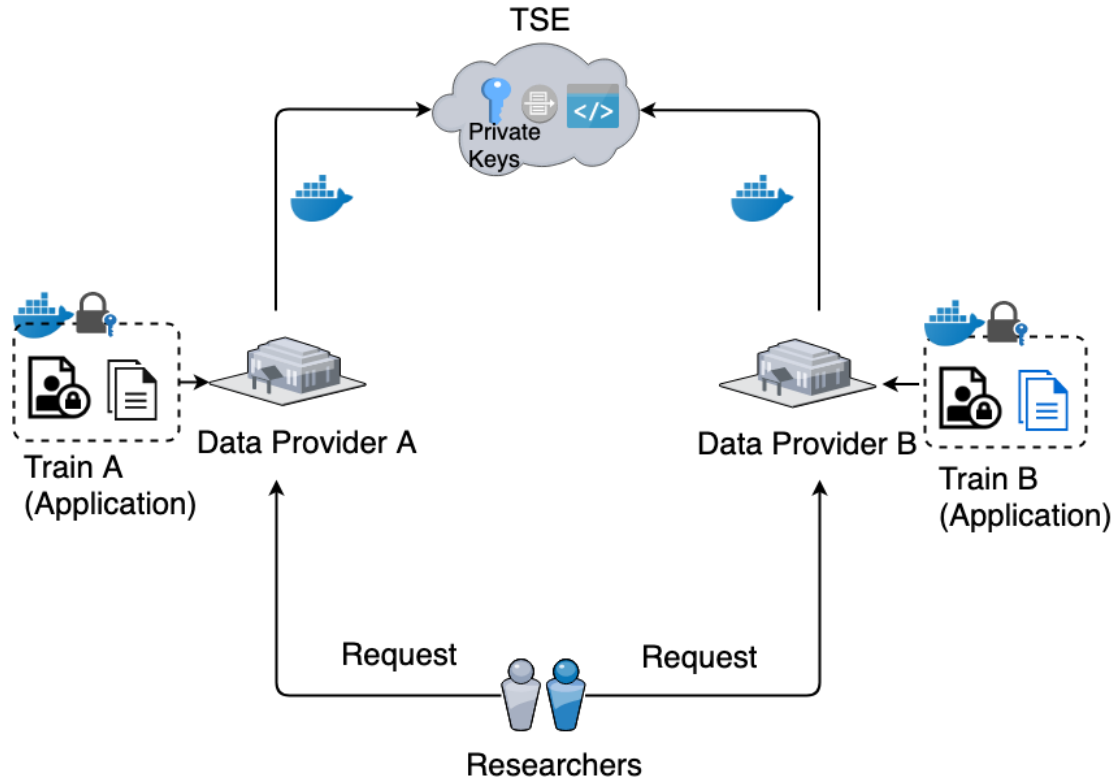 TSE
Private
Keys
</>
Data Provider A
Data Provider B
Train A
(Application)
Train B
(Application)
Request
Request
Researchers